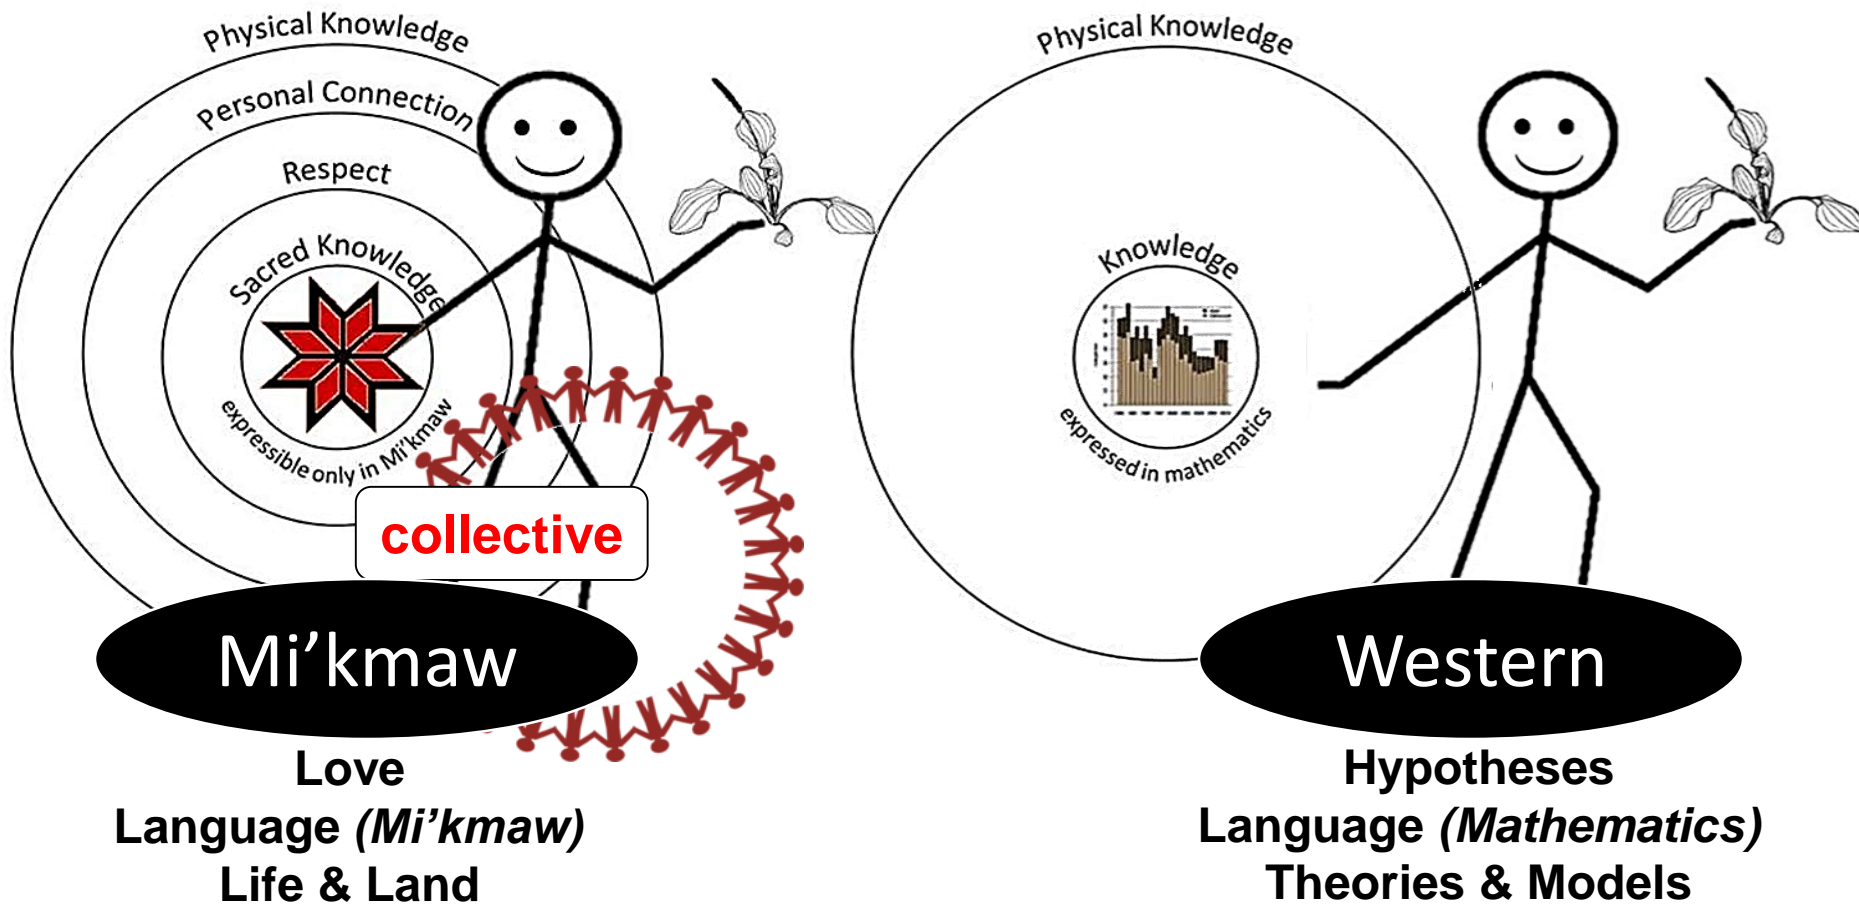 Physical Knowledge
Personal Connection
Respect
Sacred Knowledge
expressible only in Mi’kmaw
collective
Mi’kmaw
Love
Language (Mi’kmaw)
Life & Land
Physical Knowledge
Knowledge
expressed in mathematics
Western
Hypotheses
Language (Mathematics)
Theories & Models